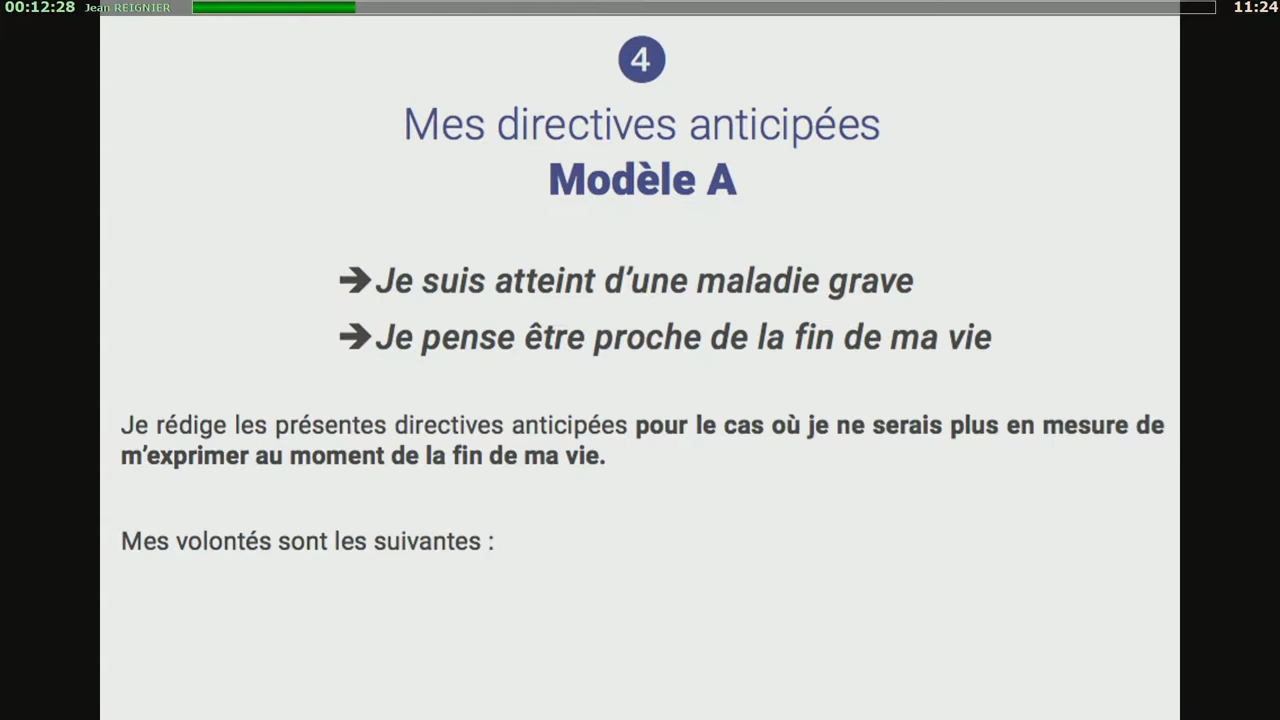 00:12:28 Jean REIGNIER 11:24
4
Mes directives anticipées
Modèle A
➔ Je suis atteint d’une maladie grave
➔ Je pense être proche de la fin de ma vie
Je rédige les présentes directives anticipées pour le cas où je ne serais plus en mesure de
m’exprimer au moment de la fin de ma vie.
Mes volontés sont les suivantes :